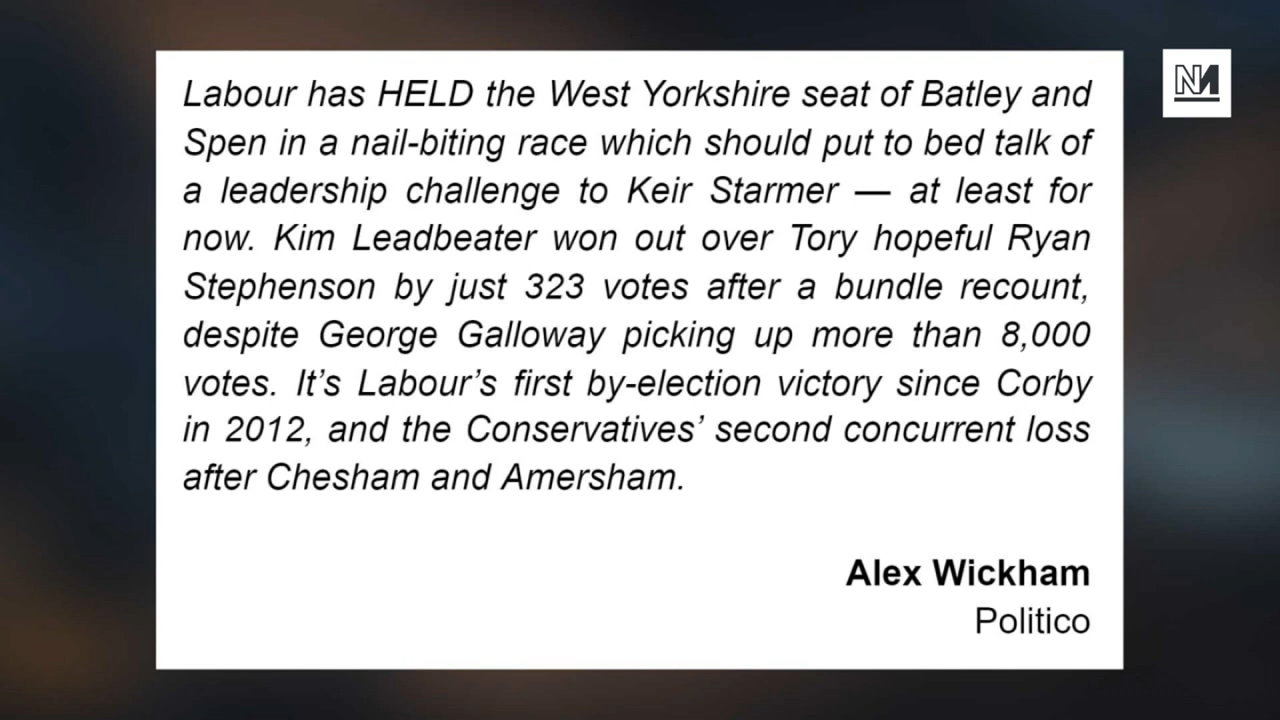 Labour has HELD the West Yorkshire seat of Batley and
Spen in a nail-biting race which should put to bed talk of
a leadership challenge to Keir Starmer — at least for
now. Kim Leadbeater won out over Tory hopeful Ryan
Stephenson by just 323 votes after a bundle recount,
despite George Galloway picking up more than 8,000
votes. It’s Labour’s first by-election victory since Corby
in 2012, and the Conservatives’ second concurrent loss
after Chesham and Amersham.
Alex Wickham
Politico
NM